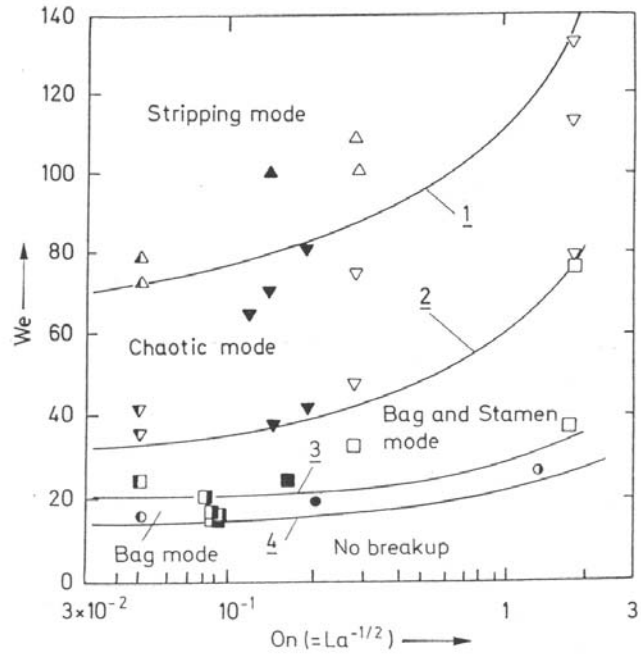 140
120
100
80
60
40
20
0
We
Stripping mode
1
2
Chaotic mode
Bag and Stamen
mode
3
4
Bag mode
No breakup
3×10⁻²
10⁻¹
1
3
On (=La⁻¹/²)